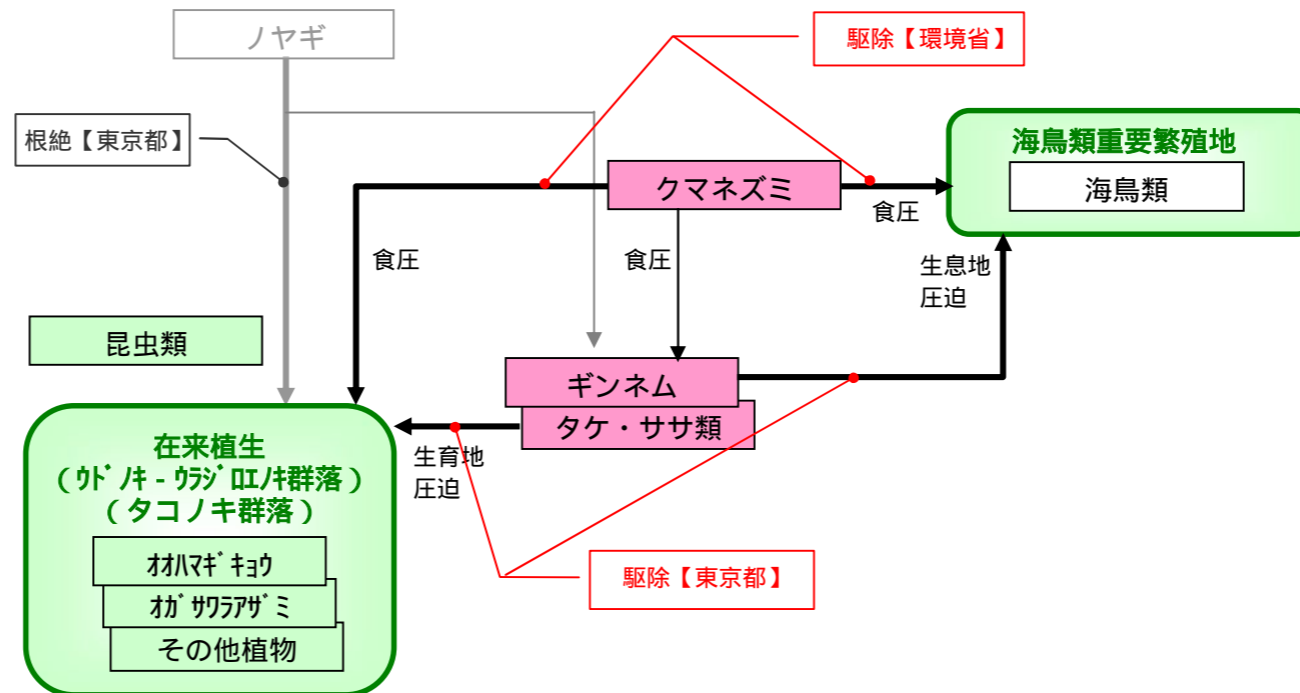 ノヤギ
駆除【環境省】
根絶【東京都】
海鳥類重要繁殖地
海鳥類
クマネズミ
食圧
食圧
食圧
生息地
圧迫
昆虫類
ギンネム
タケ・ササ類
生育地
圧迫
在来植生
(ｳﾄﾞﾉｷ - ｳﾗｼﾞﾛｴﾉｷ群落)
(タコノキ群落)
ｵｵﾊﾏｷﾞｷｮｳ
ｵｶﾞｻﾜﾗｱｻﾞﾐ
その他植物
駆除【東京都】